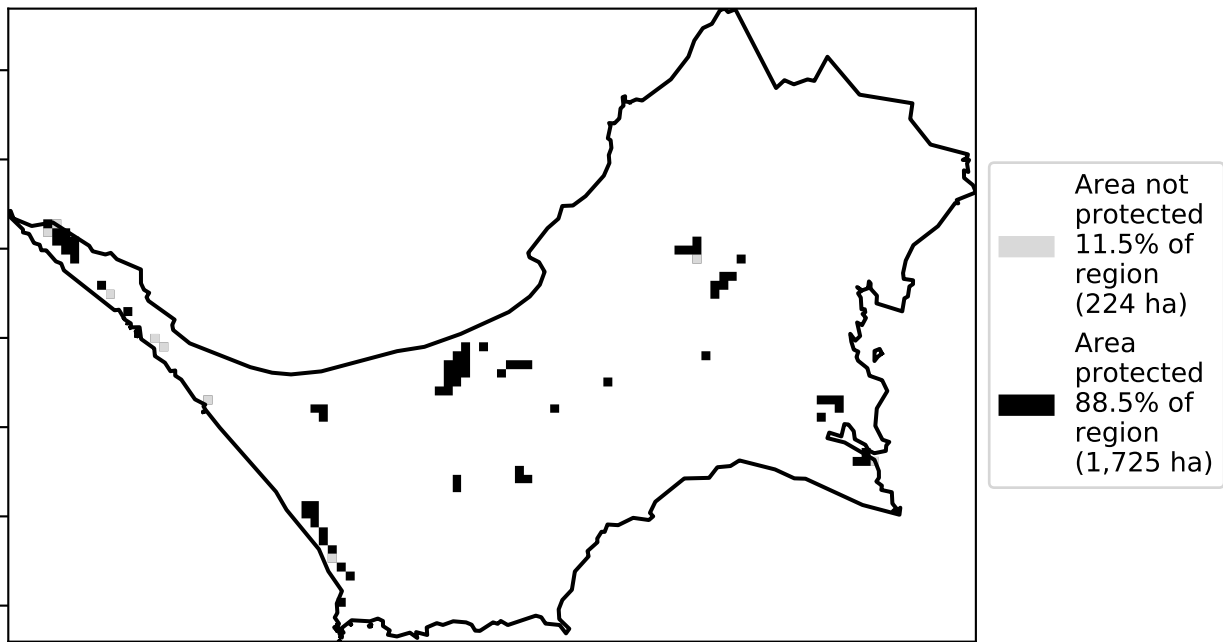 Area not
protected
11.5% of
region
(224 ha)
Area
protected
88.5% of
region
(1,725 ha)